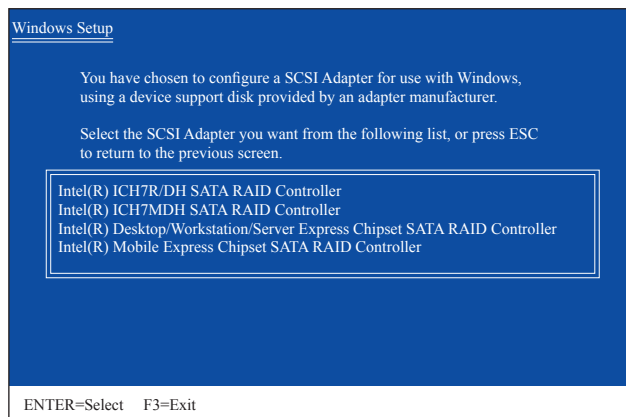 Windows Setup
You have chosen to configure a SCSI Adapter for use with Windows,
using a device support disk provided by an adapter manufacturer.
Select the SCSI Adapter you want from the following list, or press ESC
to return to the previous screen.
Intel(R) ICH7R/DH SATA RAID Controller
Intel(R) ICH7MDH SATA RAID Controller
Intel(R) Desktop/Workstation/Server Express Chipset SATA RAID Controller
Intel(R) Mobile Express Chipset SATA RAID Controller
ENTER=Select F3=Exit